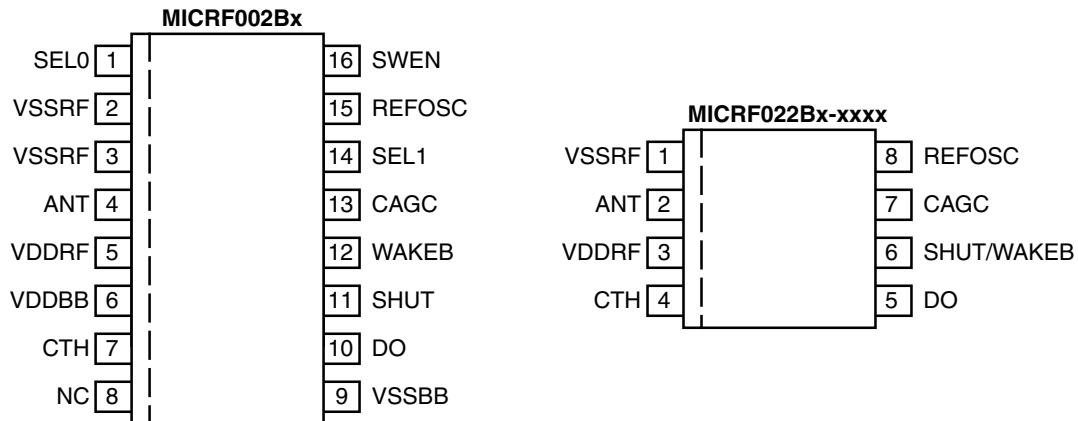 MICRF002Bx
SEL0 1 16 SWEN
VSSRF 2 15 REFOSC
VSSRF 3 14 SEL1
ANT 4 13 CAGC
VDDRF 5 12 WAKEB
VDDBB 6 11 SHUT
CTH 7 10 DO
NC 8 9 VSSBB
MICRF022Bx-xxxx
VSSRF 1 8 REFOSC
ANT 2 7 CAGC
VDDRF 3 6 SHUT/WAKEB
CTH 4 5 DO